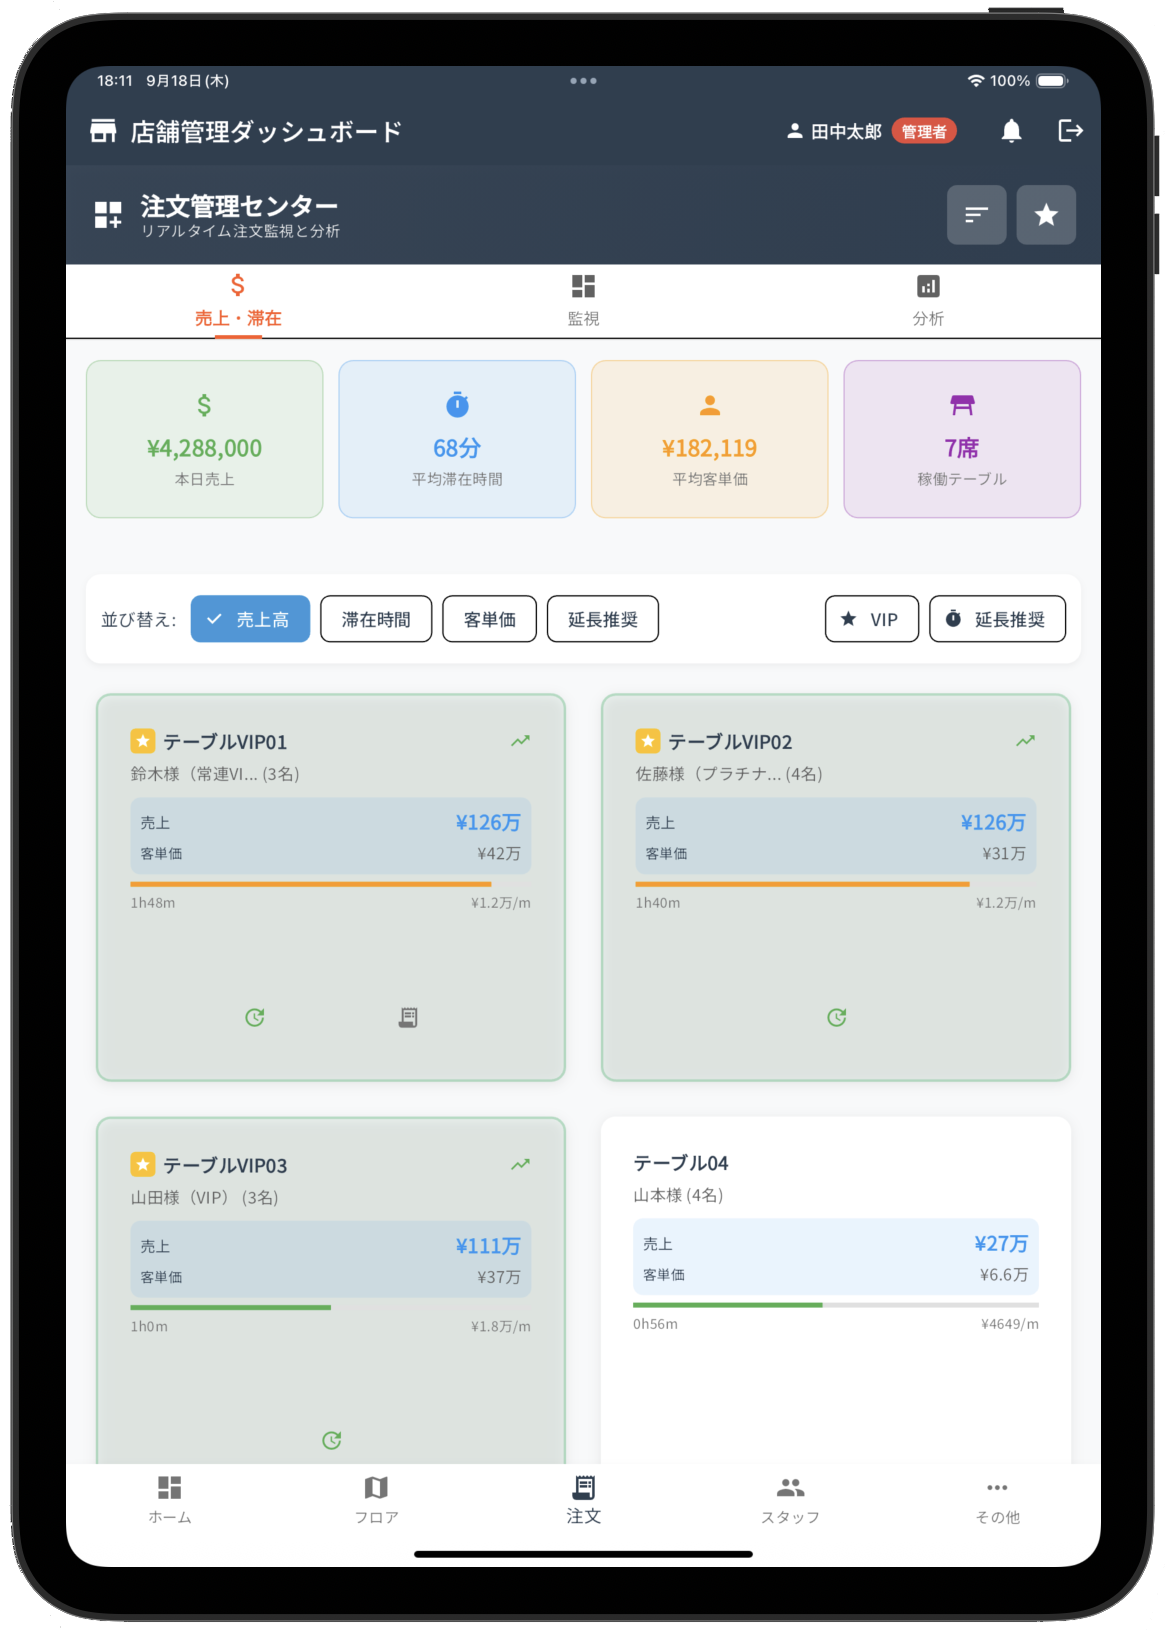 18:11 9月18日(木)
100%
店舗管理ダッシュボード
田中太郎 管理者
注文管理センター
リアルタイム注文監視と分析
売上・滞在 監視 分析
¥4,288,000 68分 ¥182,119 7席
本日売上 平均滞在時間 平均客単価 稼働テーブル
並び替え: 売上高 滞在時間 客単価 延長推奨 VIP 延長推奨
テーブルVIP01
鈴木様（常連VI... (3名)
売上 ¥126万
客単価 ¥42万
1h48m ¥1.2万/m
テーブルVIP02
佐藤様（プラチナ... (4名)
売上 ¥126万
客単価 ¥31万
1h40m ¥1.2万/m
テーブルVIP03
山田様（VIP） (3名)
売上 ¥111万
客単価 ¥37万
1h0m ¥1.8万/m
テーブル04
山本様 (4名)
売上 ¥27万
客単価 ¥6.6万
0h56m ¥4649/m
ホーム フロア 注文 スタッフ その他